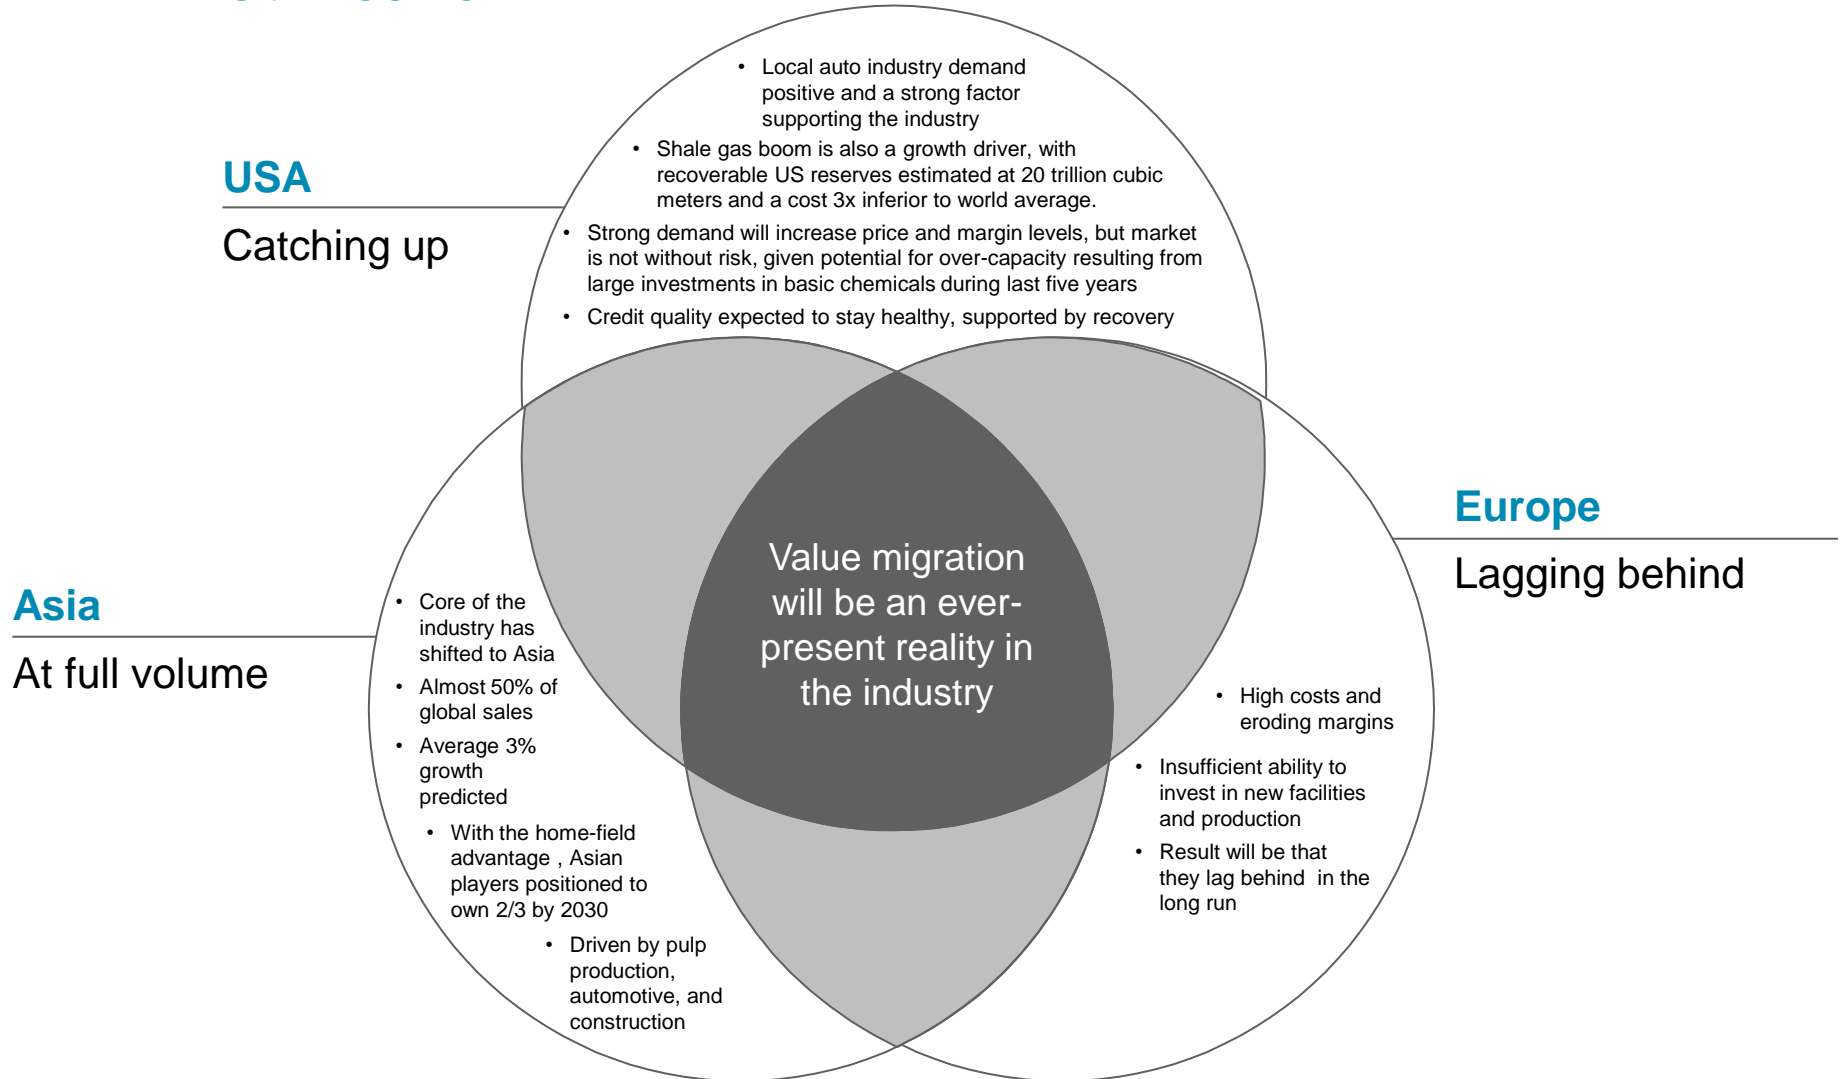 • Local auto industry demand
positive and a strong factor
supporting the industry
• Shale gas boom is also a growth driver, with
recoverable US reserves estimated at 20 trillion cubic
meters and a cost 3x inferior to world average.
• Strong demand will increase price and margin levels, but market
is not without risk, given potential for over-capacity resulting from
large investments in basic chemicals during last five years
• Credit quality expected to stay healthy, supported by recovery
USA
Catching up
Value migration
will be an ever-
present reality in
the industry
Europe
Lagging behind
Asia
At full volume
• Core of the
industry has
shifted to Asia
• Almost 50% of
global sales
• Average 3%
growth
predicted
• With the home-field
advantage , Asian
players positioned to
own 2/3 by 2030
• Driven by pulp
production,
automotive, and
construction
• High costs and
eroding margins
• Insufficient ability to
invest in new facilities
and production
• Result will be that
they lag behind  in the
long run